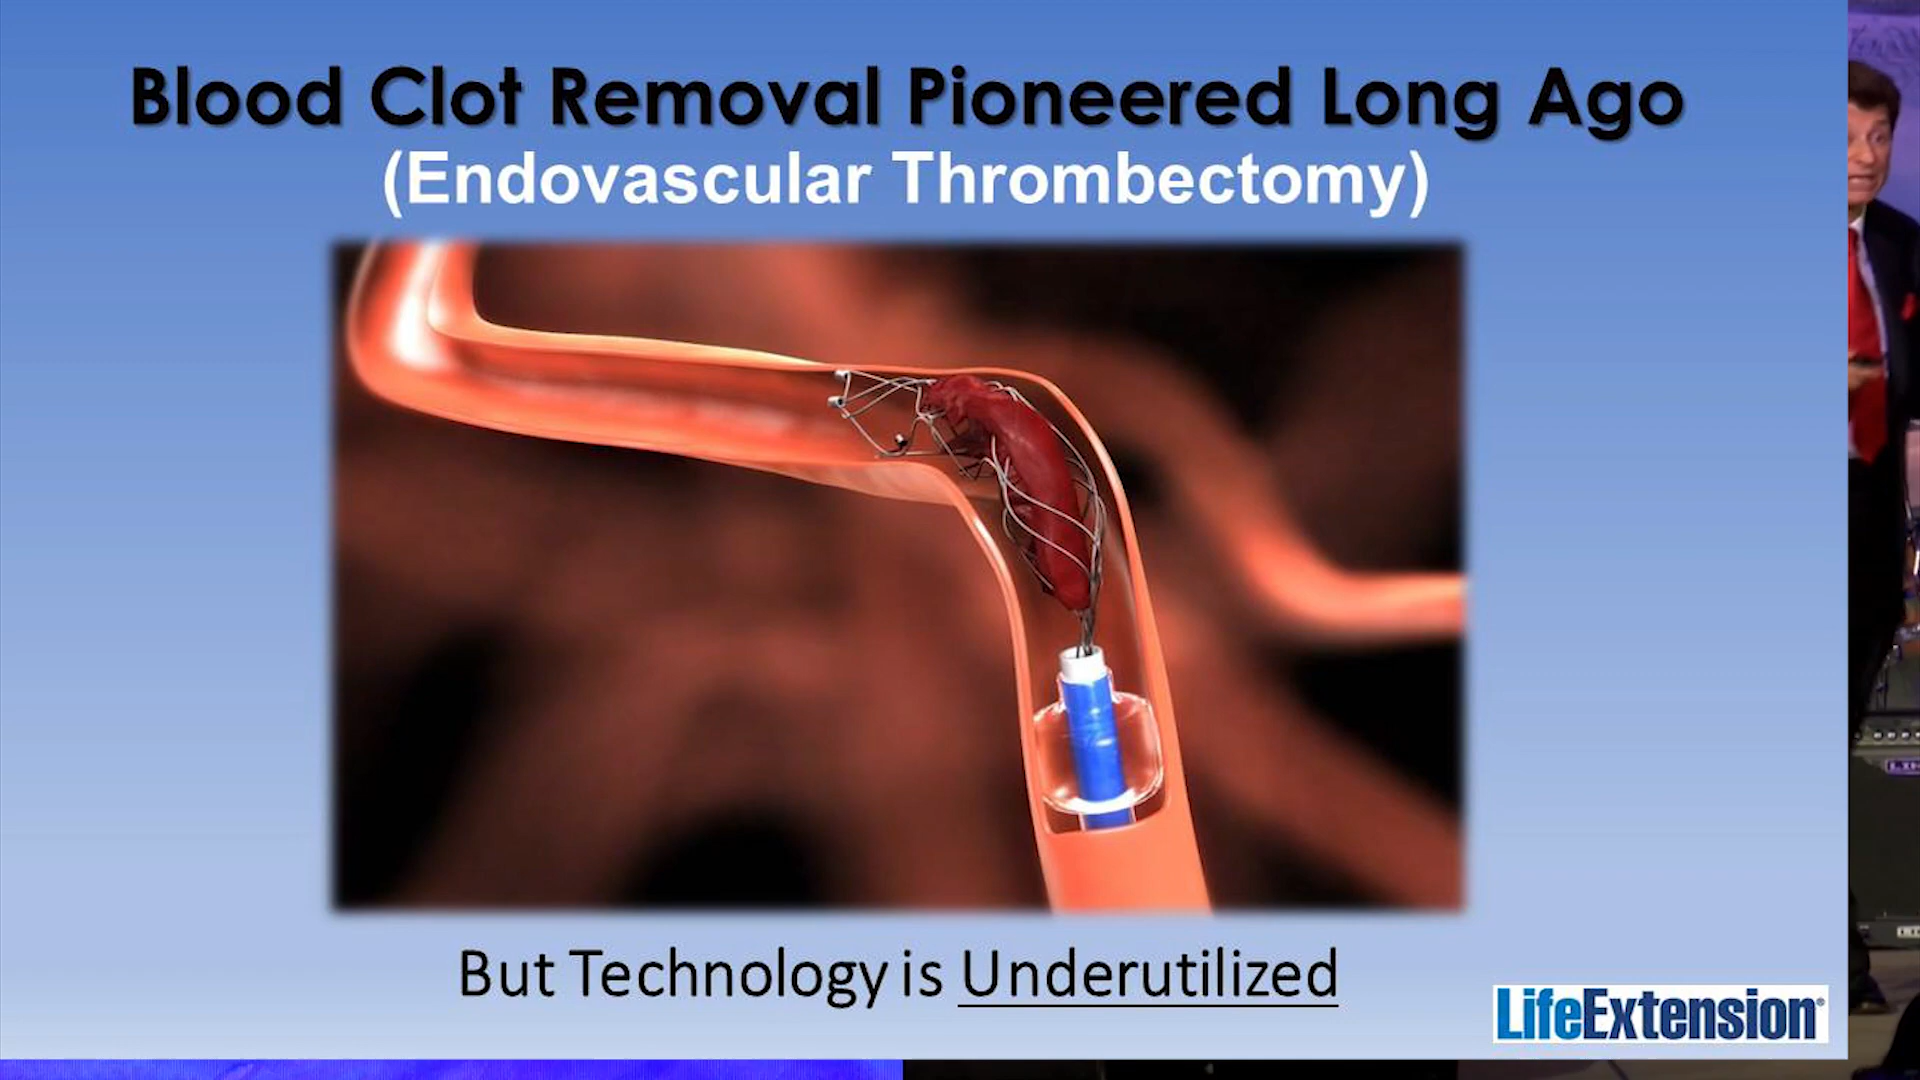 Blood Clot Removal Pioneered Long Ago
(Endovascular Thrombectomy)
But Technology is Underutilized
LifeExtension®